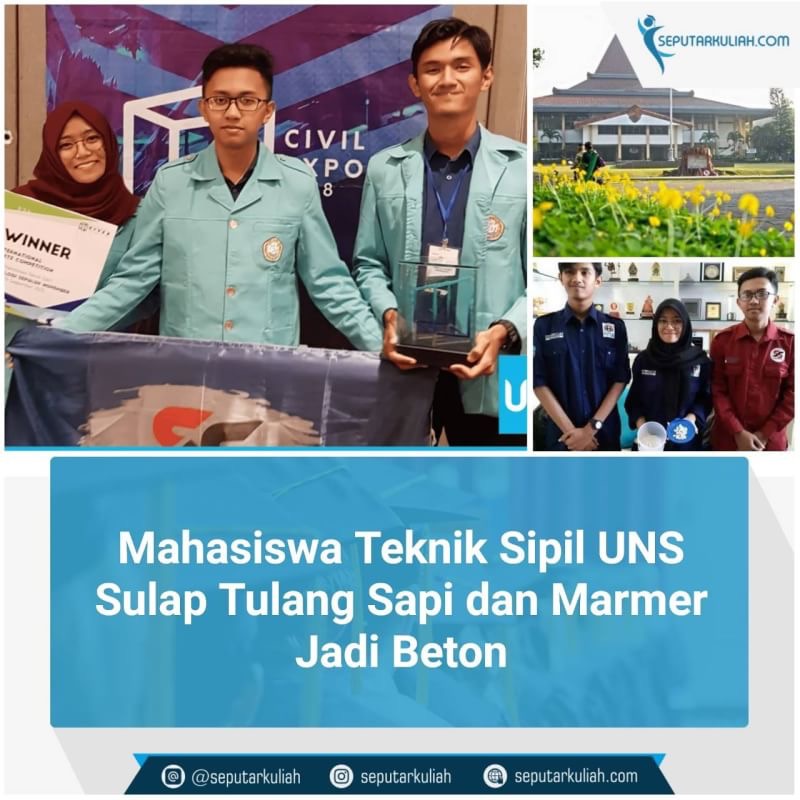 SEPUTARKULIAH.COM
CIVIL
EXPO
WINNER
Mahasiswa Teknik Sipil UNS
Sulap Tulang Sapi dan Marmer
Jadi Beton
@seputarkuliah
seputarkuliah
seputarkuliah.com